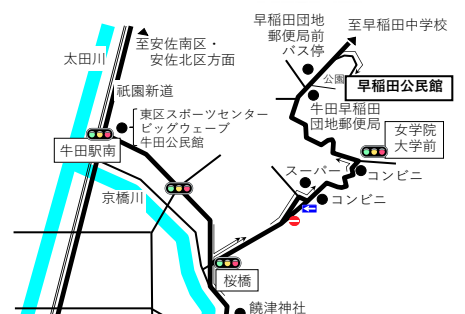 早稲田団地
郵便局前
バス停
至早稲田中学校
至安佐南区・
安佐北区方面
太田川
公園
早稲田公民館
祇園新道
東区スポーツセンター
ビッグウェーブ
牛田公民館
牛田早稲田
団地郵便局
女学院
大学前
牛田駅南
スーパー
コンビニ
京橋川
コンビニ
桜橋
饒津神社